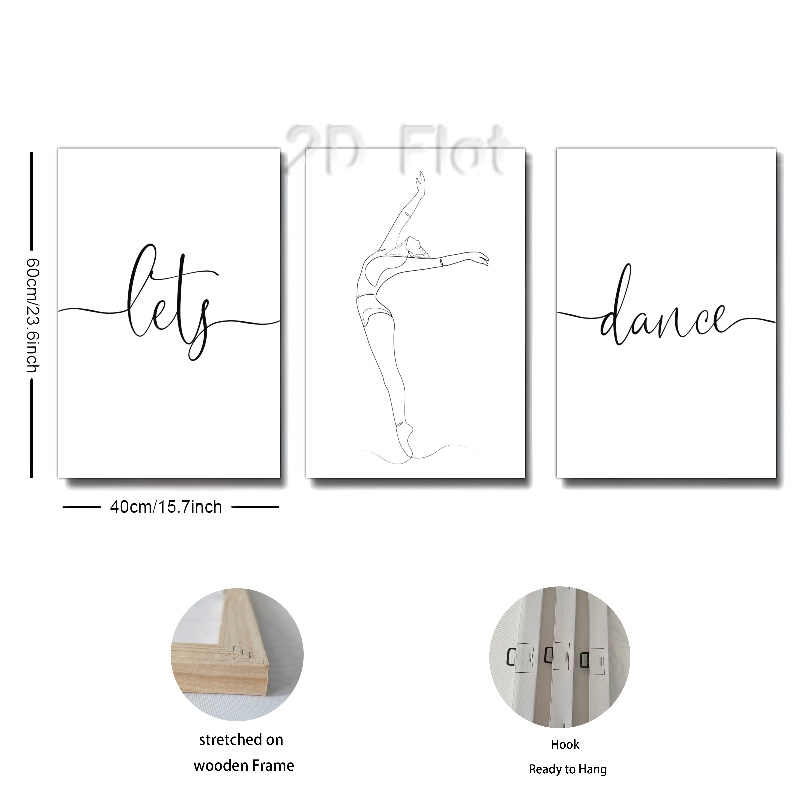 2D Flat
60cm/23.6inch
lets
dance
40cm/15.7inch
stretched on
wooden Frame
Hook
Ready to Hang